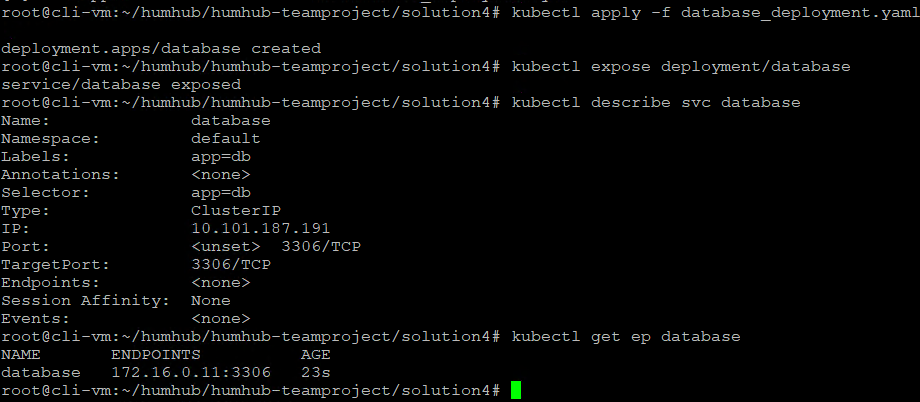 root@cli-vm:~/humhub/humhub-teamproject/solution4# kubectl apply -f database_deployment.yaml
deployment.apps/database created
root@cli-vm:~/humhub/humhub-teamproject/solution4# kubectl expose deployment/database
service/database exposed
root@cli-vm:~/humhub/humhub-teamproject/solution4# kubectl describe svc database
Name:              database
Namespace:         default
Labels:            app=db
Annotations:       <none>
Selector:          app=db
Type:              ClusterIP
IP:                10.101.187.191
Port:              <unset>  3306/TCP
TargetPort:        3306/TCP
Endpoints:         <none>
Session Affinity:  None
Events:            <none>
root@cli-vm:~/humhub/humhub-teamproject/solution4# kubectl get ep database
NAME       ENDPOINTS          AGE
database   172.16.0.11:3306   23s
root@cli-vm:~/humhub/humhub-teamproject/solution4#